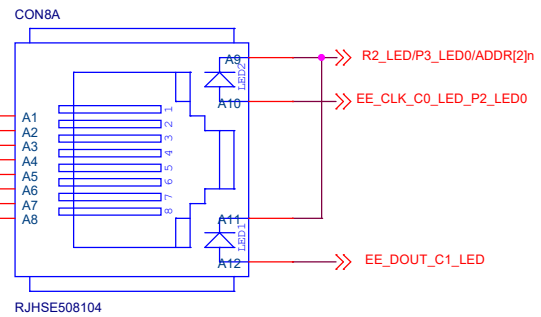 CON8A
A9
R2_LED/P3_LED0/ADDR[2]n
LED2
A10
EE_CLK_C0_LED_P2_LED0
A1
A2
A3
A4
A5
A6
A7
A8
1
2
3
4
5
6
7
8
A11
LED1
A12
EE_DOUT_C1_LED
RJHSE508104